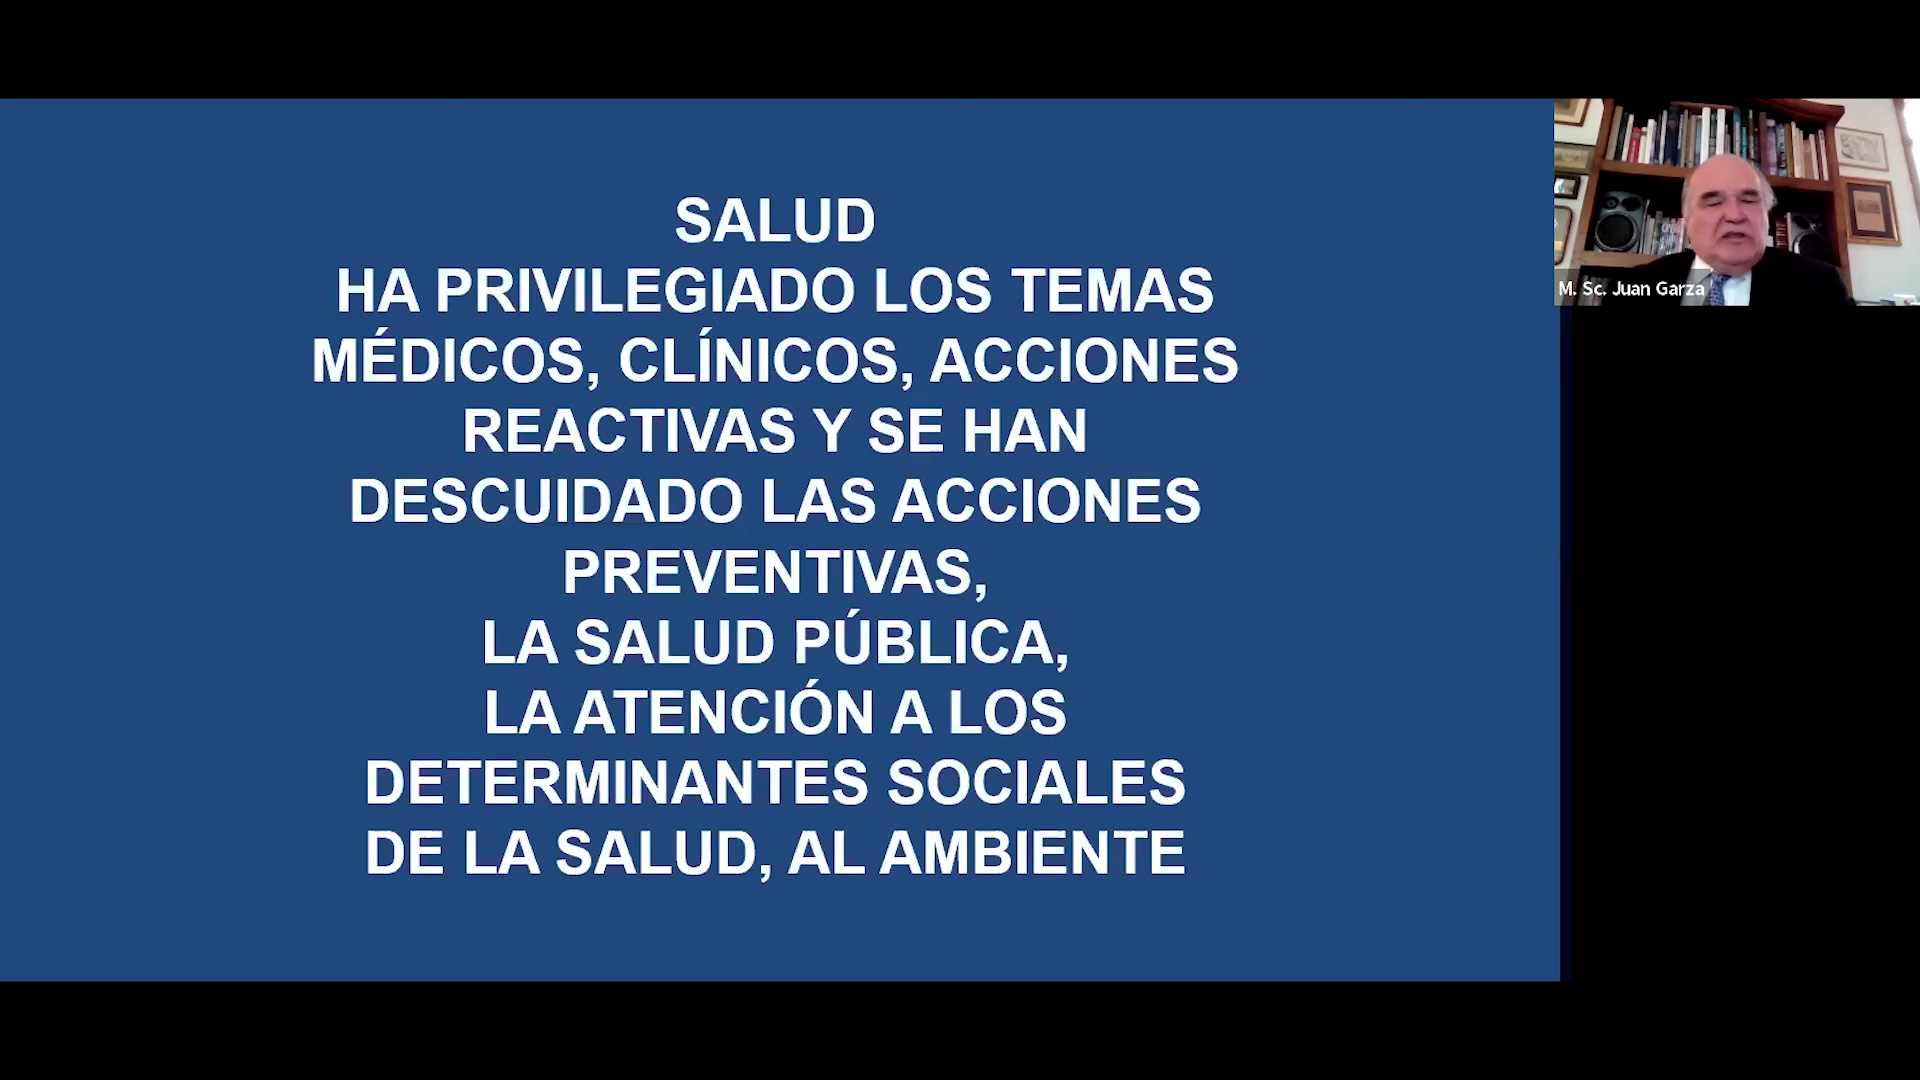 SALUD
HA PRIVILEGIADO LOS TEMAS
MÉDICOS, CLÍNICOS, ACCIONES
REACTIVAS Y SE HAN
DESCUIDADO LAS ACCIONES
PREVENTIVAS,
LA SALUD PÚBLICA,
LA ATENCIÓN A LOS
DETERMINANTES SOCIALES
DE LA SALUD, AL AMBIENTE
M. Sc. Juan Garza